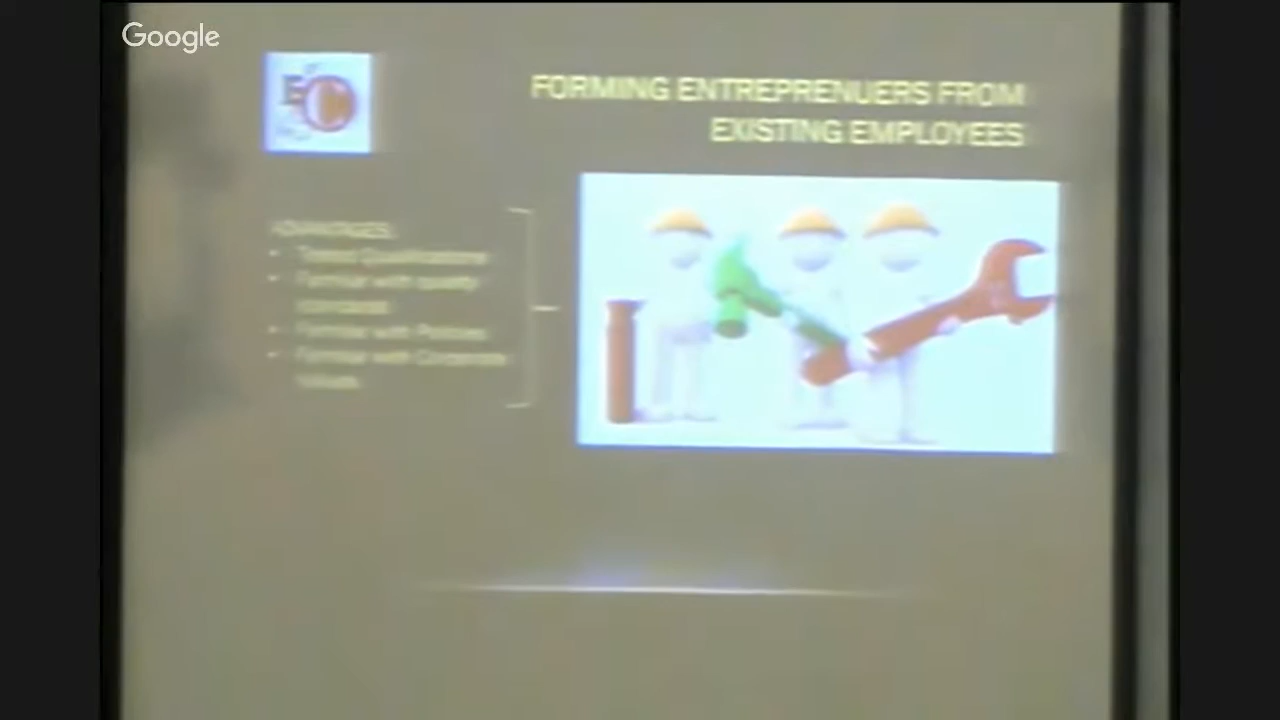 Google
FORMING ENTREPRENUERS FROM
EXISTING EMPLOYEES
ADVANTAGES:
Tested Qualifications
Familiar with quality
standards
Familiar with Policies
Familiar with Corporate
Values